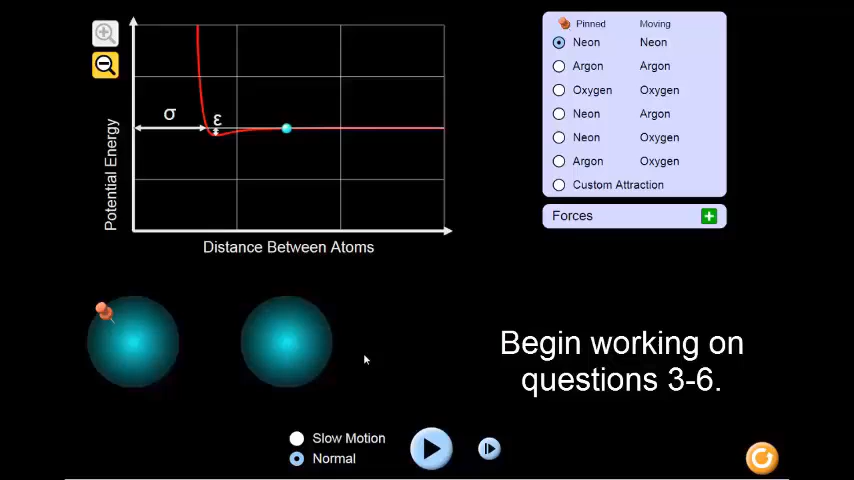 Pinned Moving
Neon Neon
Argon Argon
Oxygen Oxygen
Neon Argon
Neon Oxygen
Argon Oxygen
Custom Attraction
Forces
σ
ε
Potential Energy
Distance Between Atoms
Begin working on
questions 3-6.
Slow Motion
Normal